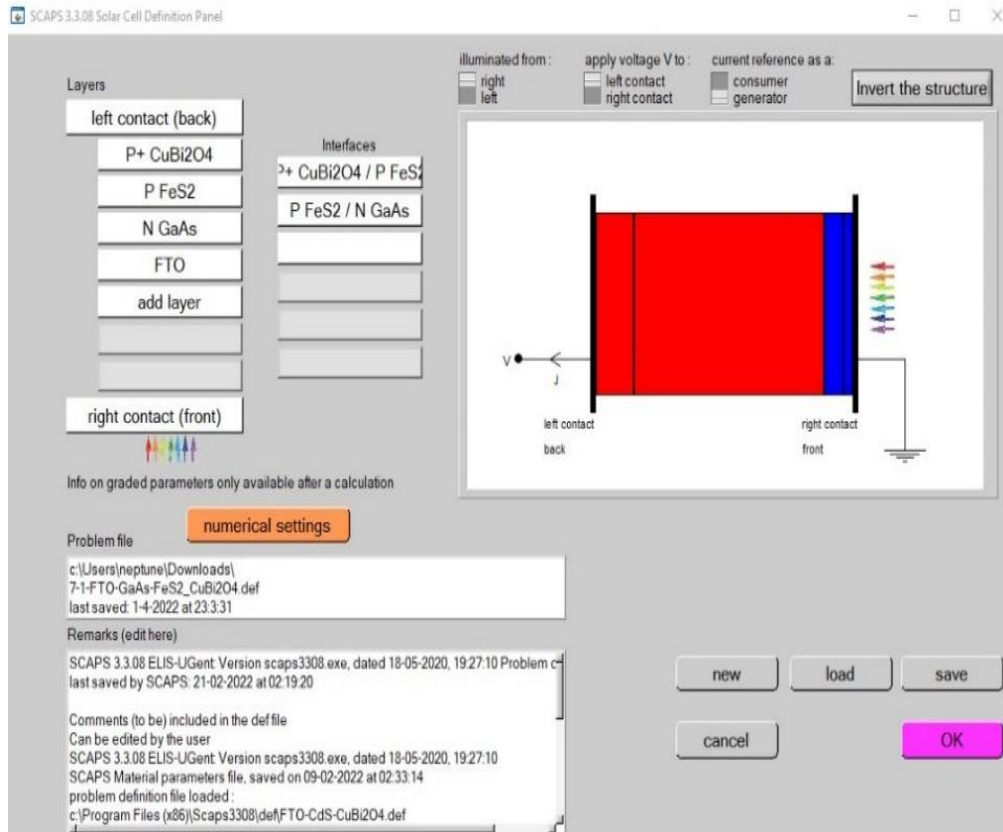 SCAPS 3.3.08 Solar Cell Definition Panel
illuminated from :
right
left
apply voltage V to :
left contact
right contact
current reference as a:
consumer
generator
Invert the structure
Layers
left contact (back)
P+ CuBi2O4
P FeS2
N GaAs
FTO
add layer
right contact (front)
Interfaces
P+ CuBi2O4 / P FeS2
P FeS2 / N GaAs
V
J
left contact
back
right contact
front
Info on graded parameters only available after a calculation
numerical settings
Problem file
c:\Users\neptune\Downloads\
7-1-FTO-GaAs-FeS2_CuBi2O4.def
last saved: 1-4-2022 at 23:3:31
Remarks (edit here)
SCAPS 3.3.08 ELIS-UGent: Version scaps3308.exe, dated 18-05-2020, 19:27:10 Problem
last saved by SCAPS: 21-02-2022 at 02:19:20
Comments (to be) included in the def file
Can be edited by the user
SCAPS 3.3.08 ELIS-UGent: Version scaps3308.exe, dated 18-05-2020, 19:27:10
SCAPS Material parameters file, saved on 09-02-2022 at 02:33:14
problem definition file loaded :
c:\Program Files (x86)\Scaps3308\def\FTO-CdS-CuBi2O4.def
new
load
save
cancel
OK